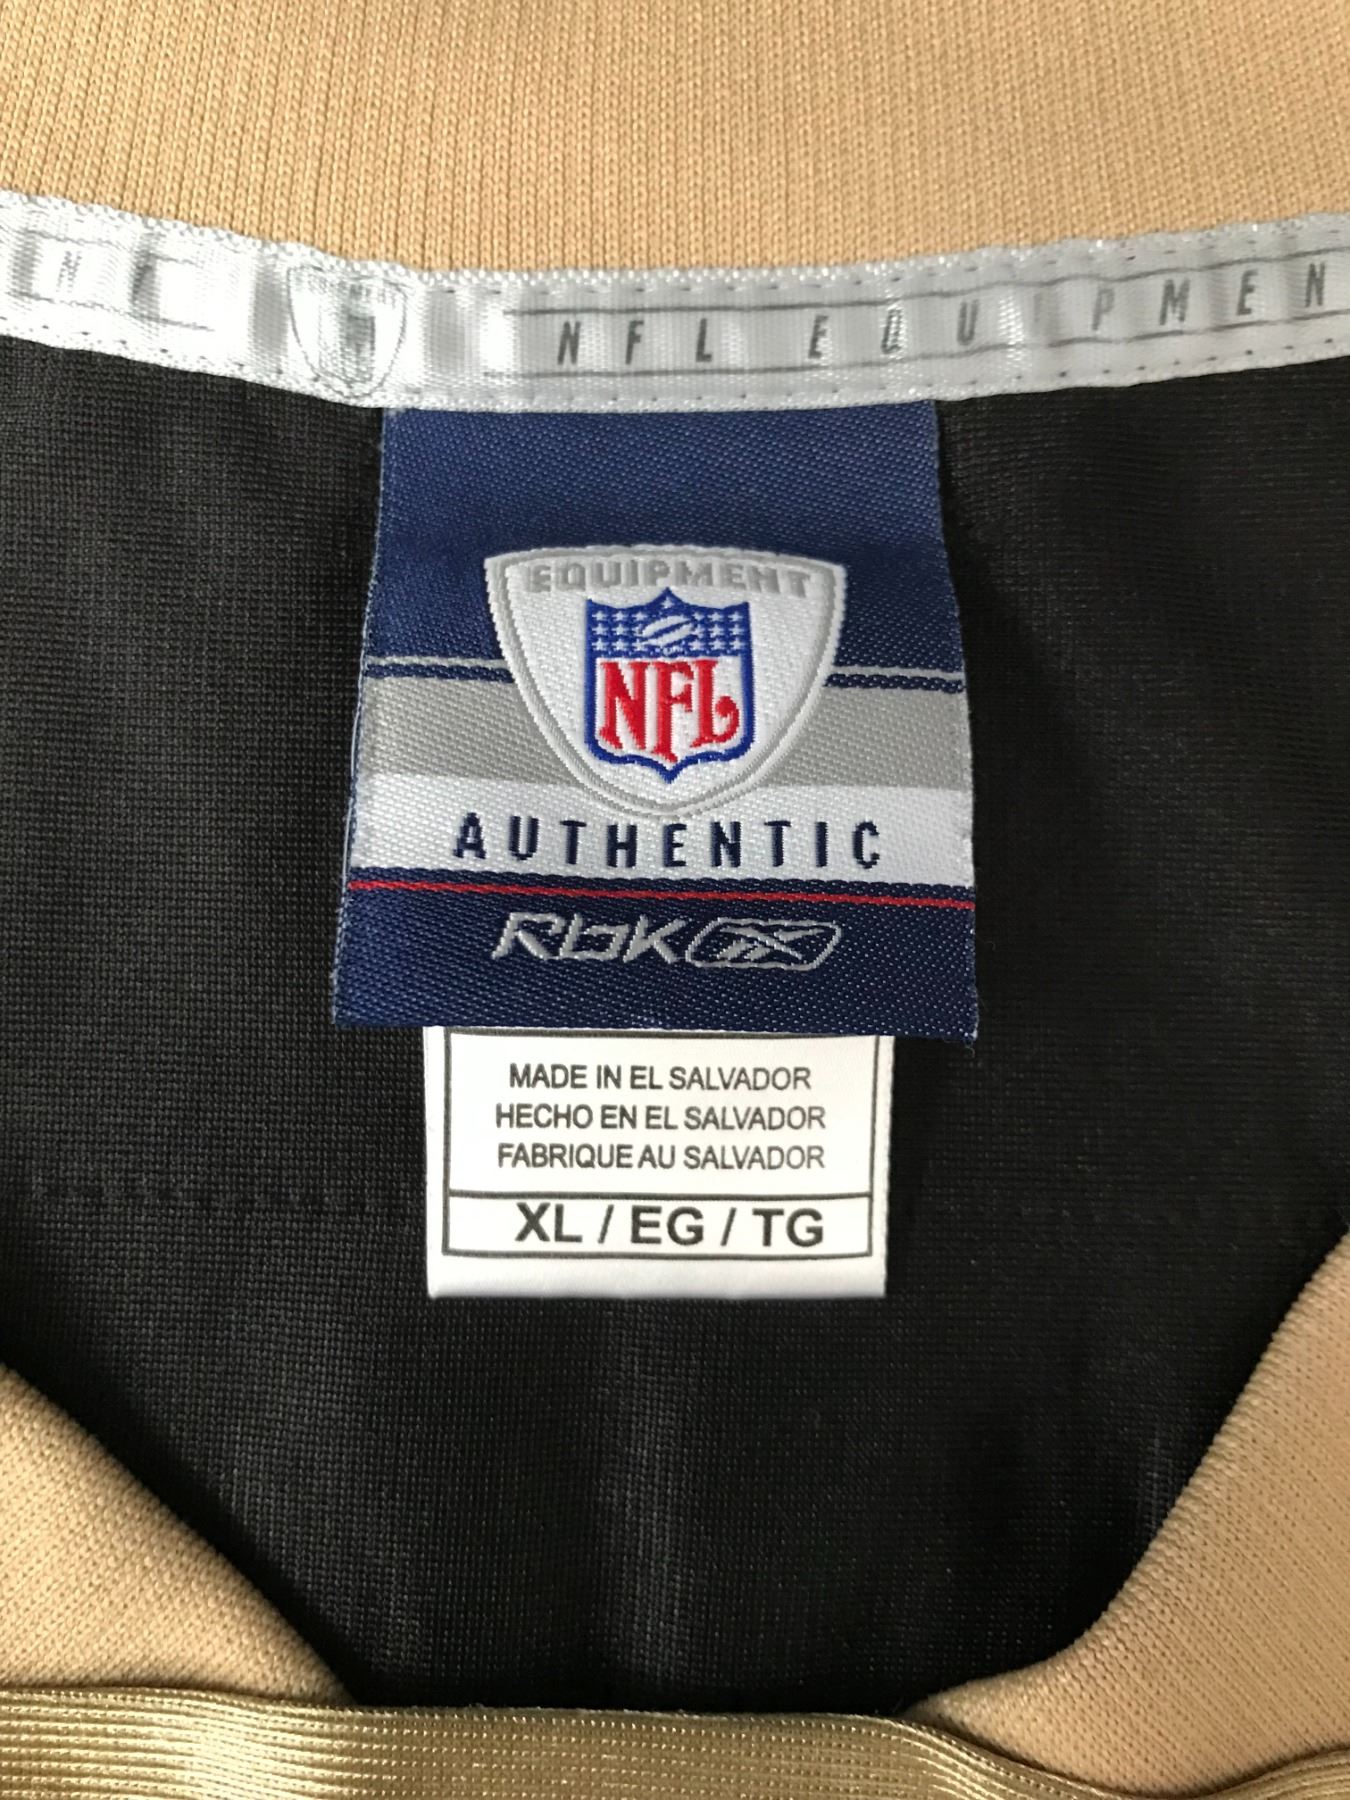 N F
EQUIPMENT
NFL EQUIPMEN
EQUIPMENT
NFL
AUTHENTIC
RbK
MADE IN EL SALVADOR
HECHO EN EL SALVADOR
FABRIQUE AU SALVADOR
XL / EG / TG